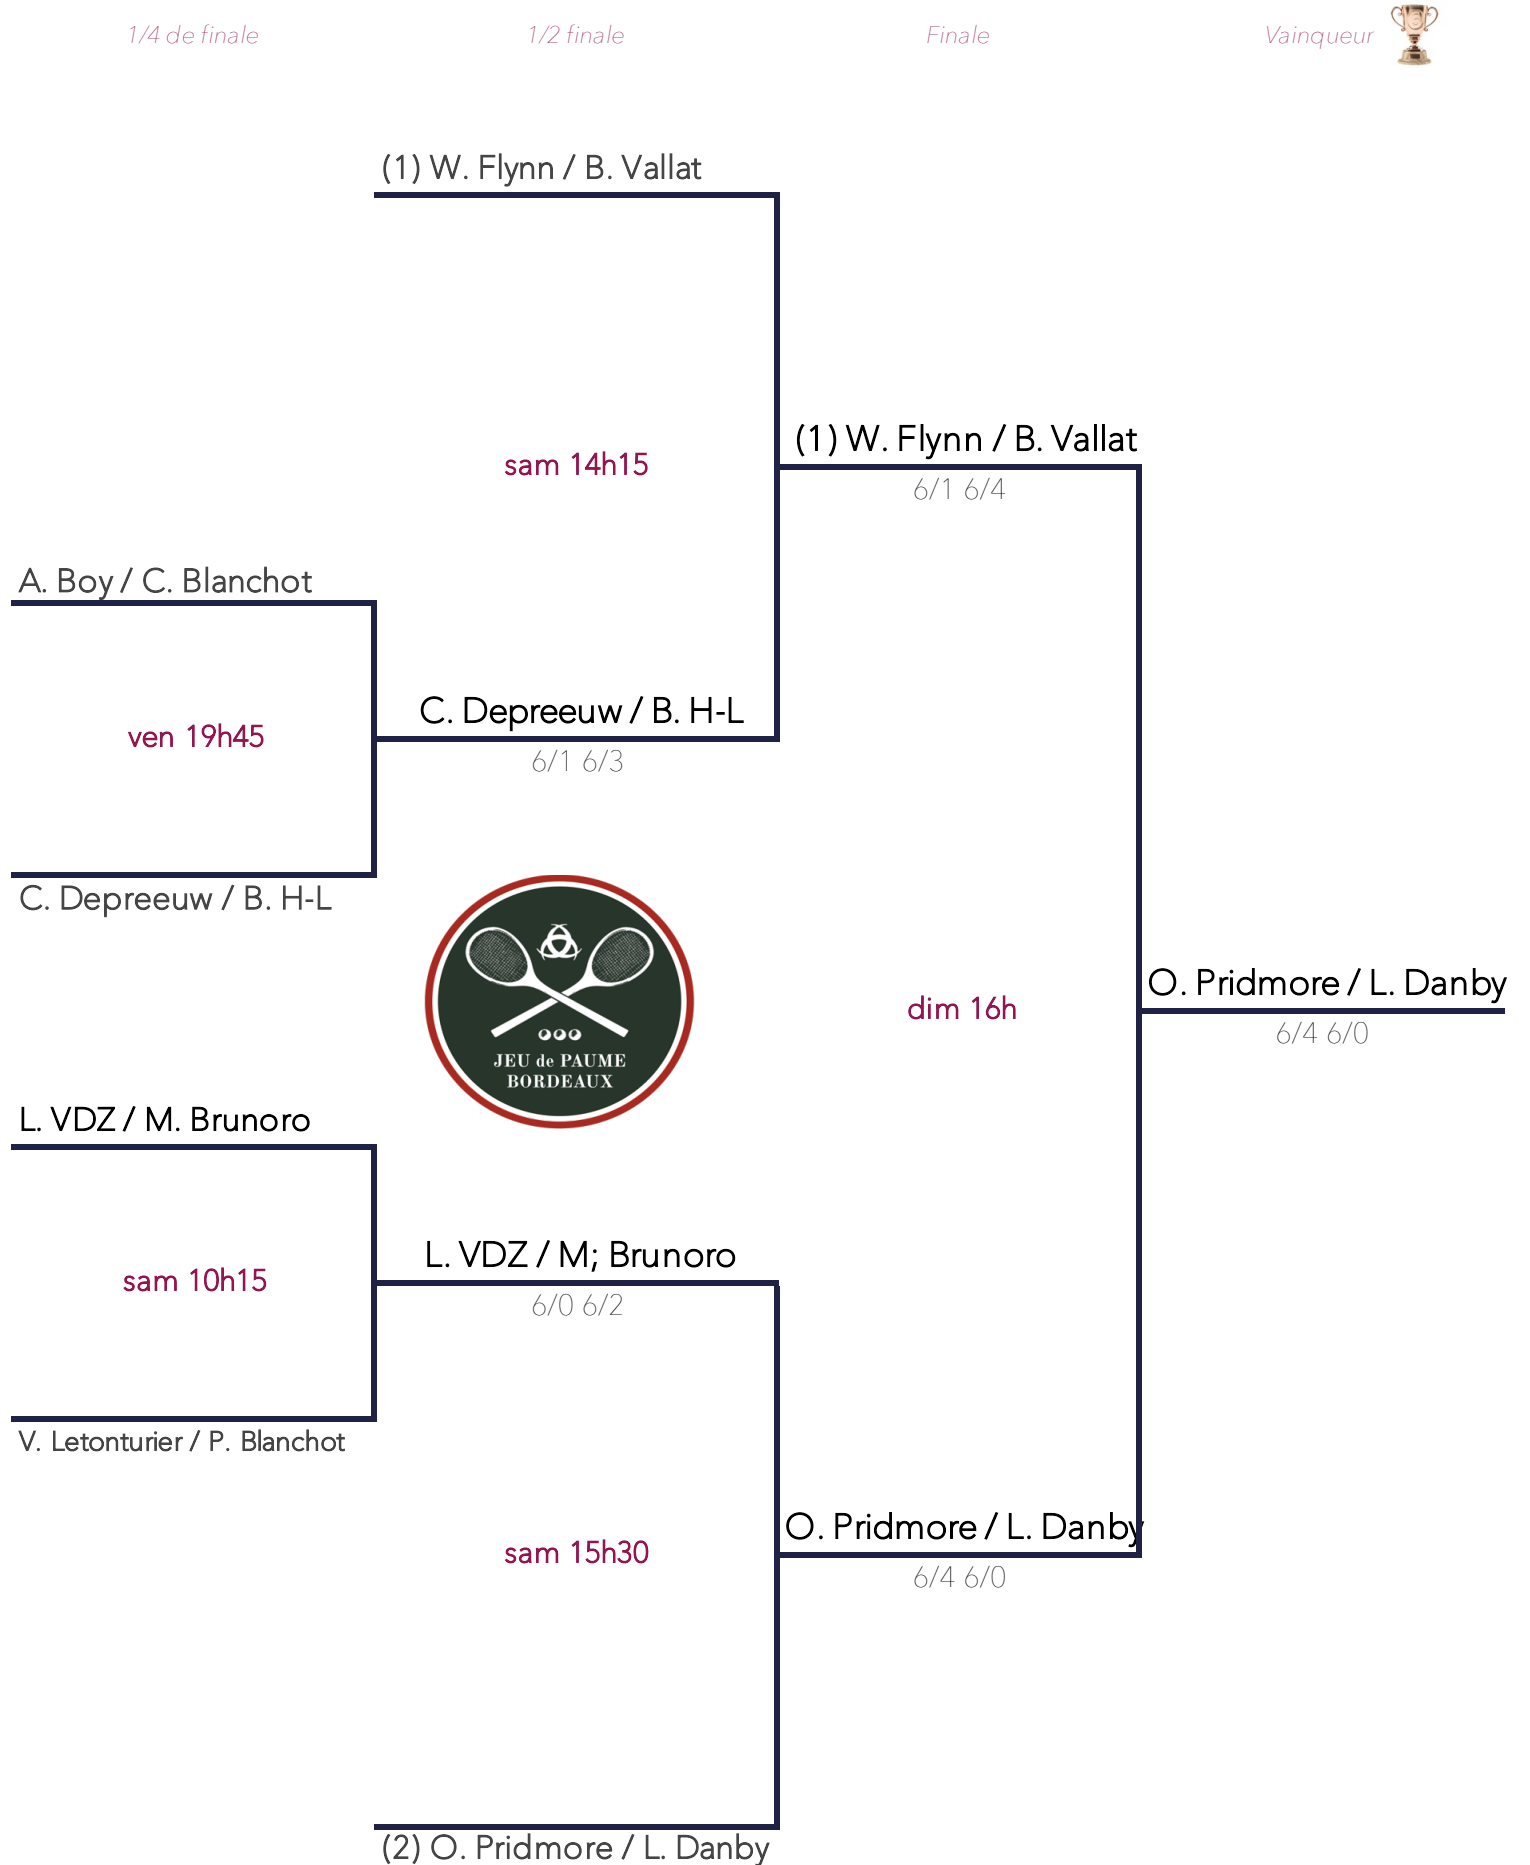 1/4 de finale
1/2 finale
Finale
Vainqueur
(1) W. Flynn / B. Vallat
(1) W. Flynn / B. Vallat
sam 14h15
6/1 6/4
A. Boy / C. Blanchot
C. Depreeuw / B. H-L
ven 19h45
6/1 6/3
C. Depreeuw / B. H-L
O. Pridmore / L. Danby
dim 16h
6/4 6/0
JEU de PAUME
BORDEAUX
L. VDZ / M. Brunoro
L. VDZ / M; Brunoro
sam 10h15
6/0 6/2
V. Letonturier / P. Blanchot
O. Pridmore / L. Danby
sam 15h30
6/4 6/0
(2) O. Pridmore / L. Danby